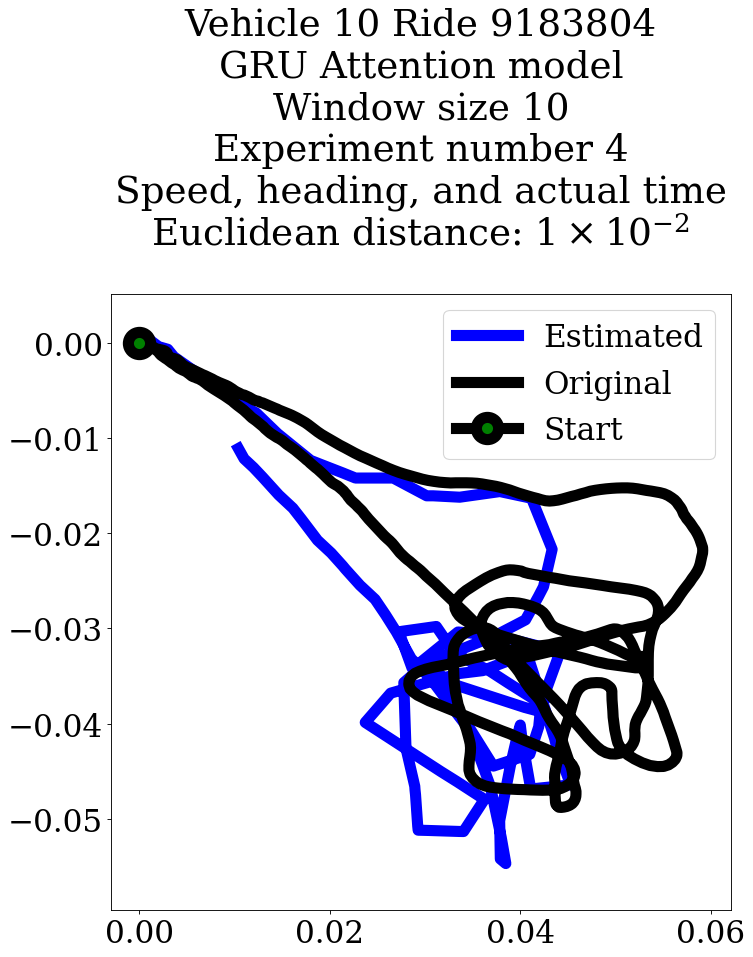 Vehicle 10 Ride 9183804
GRU Attention model
Window size 10
Experiment number 4
Speed, heading, and actual time
Euclidean distance: 1 × 10⁻²
Estimated
Original
Start
0.00
−0.01
−0.02
−0.03
−0.04
−0.05
0.00 0.02 0.04 0.06